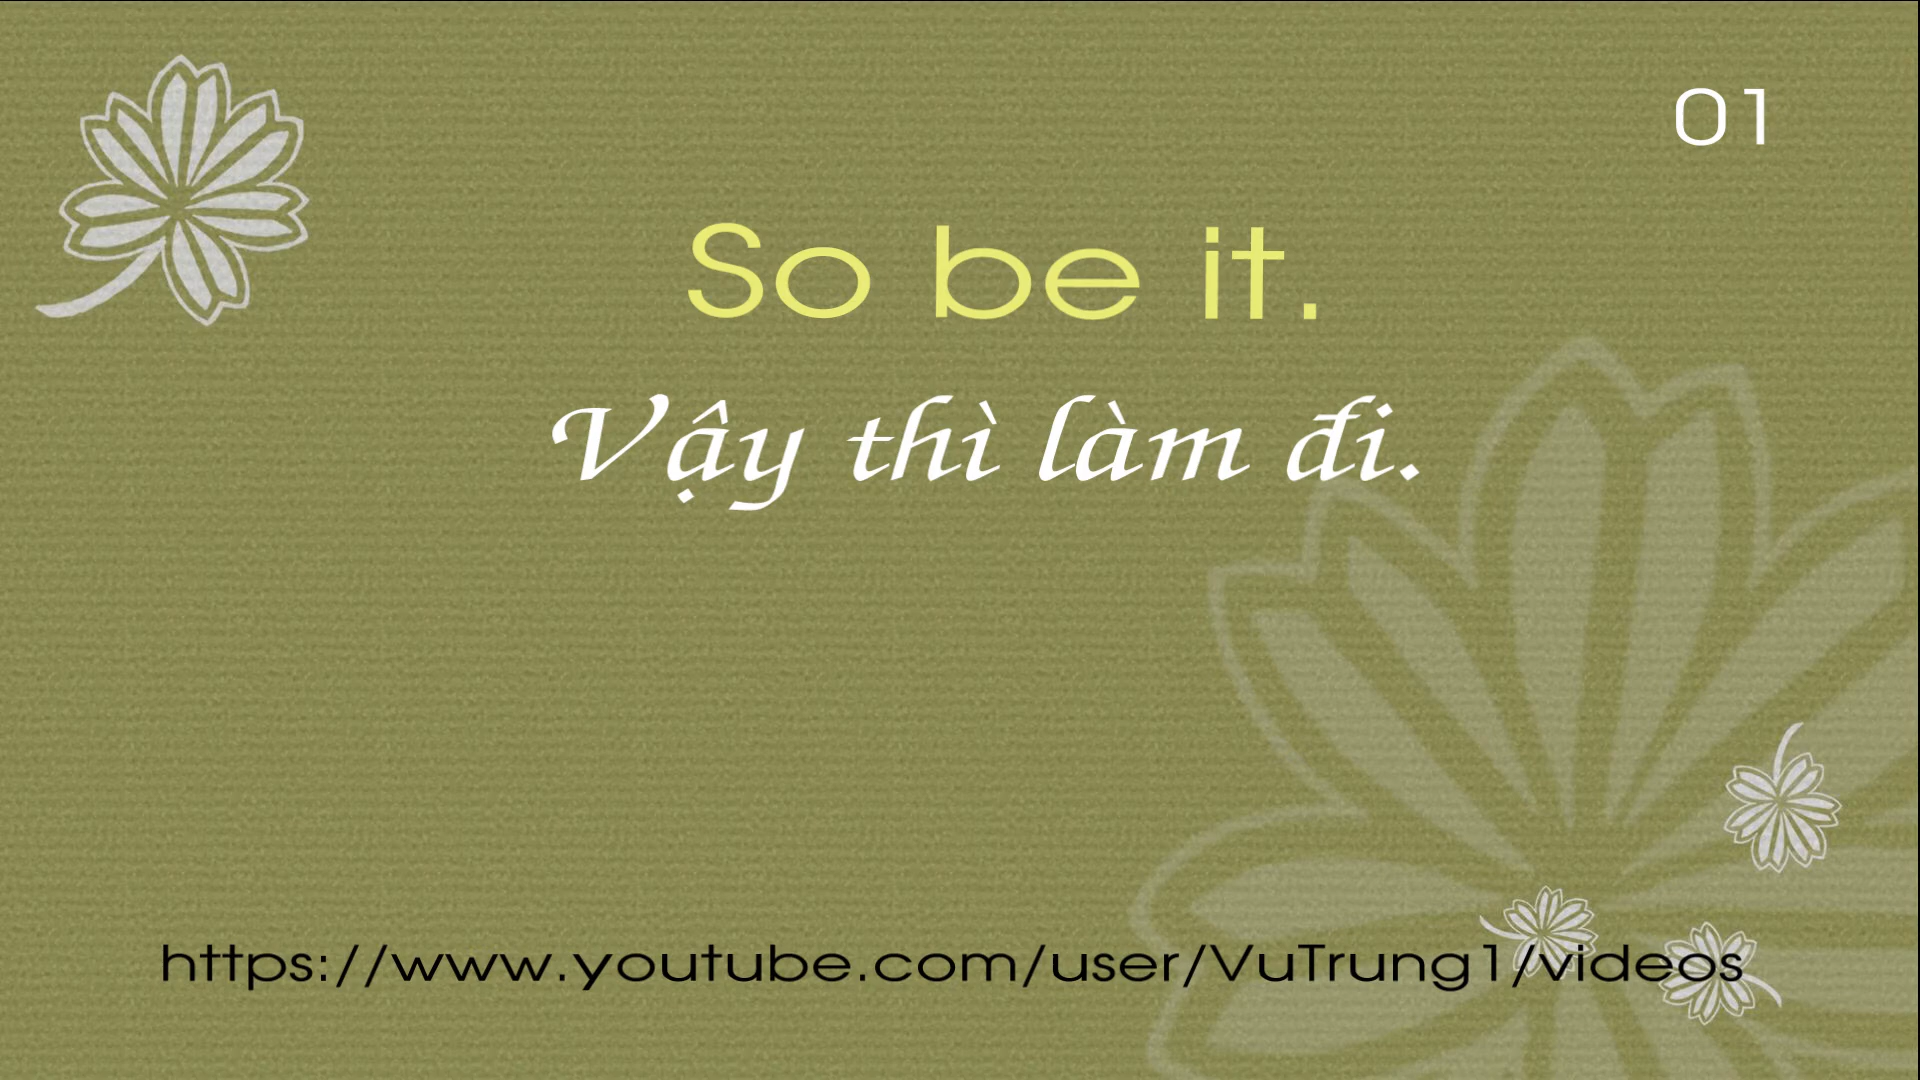 01
So be it.
Vậy thì làm đi.
https://www.youtube.com/user/VuTrung1/videos